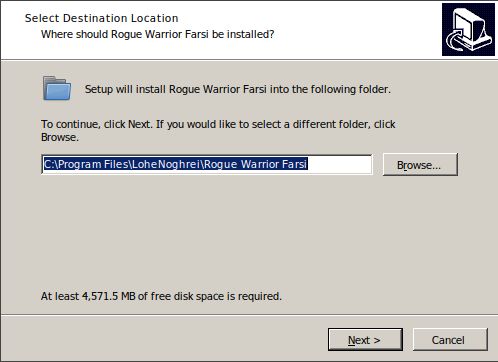 Select Destination Location
Where should Rogue Warrior Farsi be installed?
Setup will install Rogue Warrior Farsi into the following folder.
To continue, click Next. If you would like to select a different folder, click
Browse.
C:\Program Files\LoheNoghrei\Rogue Warrior Farsi
Browse...
At least 4,571.5 MB of free disk space is required.
Next >
Cancel